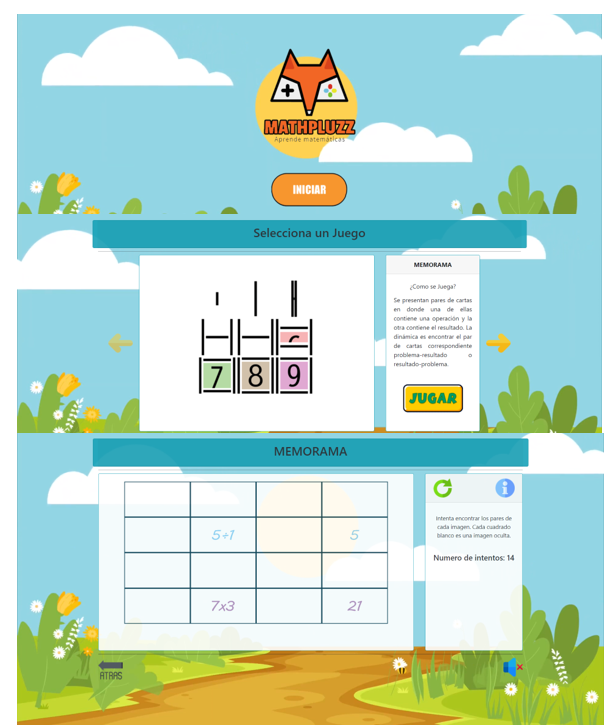 MATHPLUZZ
Aprende matematicas
INICIAR
Selecciona un Juego
7 8 9
MEMORAMA
¿Como se Juega?
Se presentan pares de cartas
en donde una de ellas
contiene una operación y la
otra contiene el resultado. La
dinámica es encontrar el par
de cartas correspondiente
problema-resultado o
resultado-problema.
JUGAR
MEMORAMA
5÷1 5
7x3 21
Intenta encontrar los pares de
cada imagen. Cada cuadrado
blanco es una imagen oculta.
Numero de intentos: 14
ATRAS